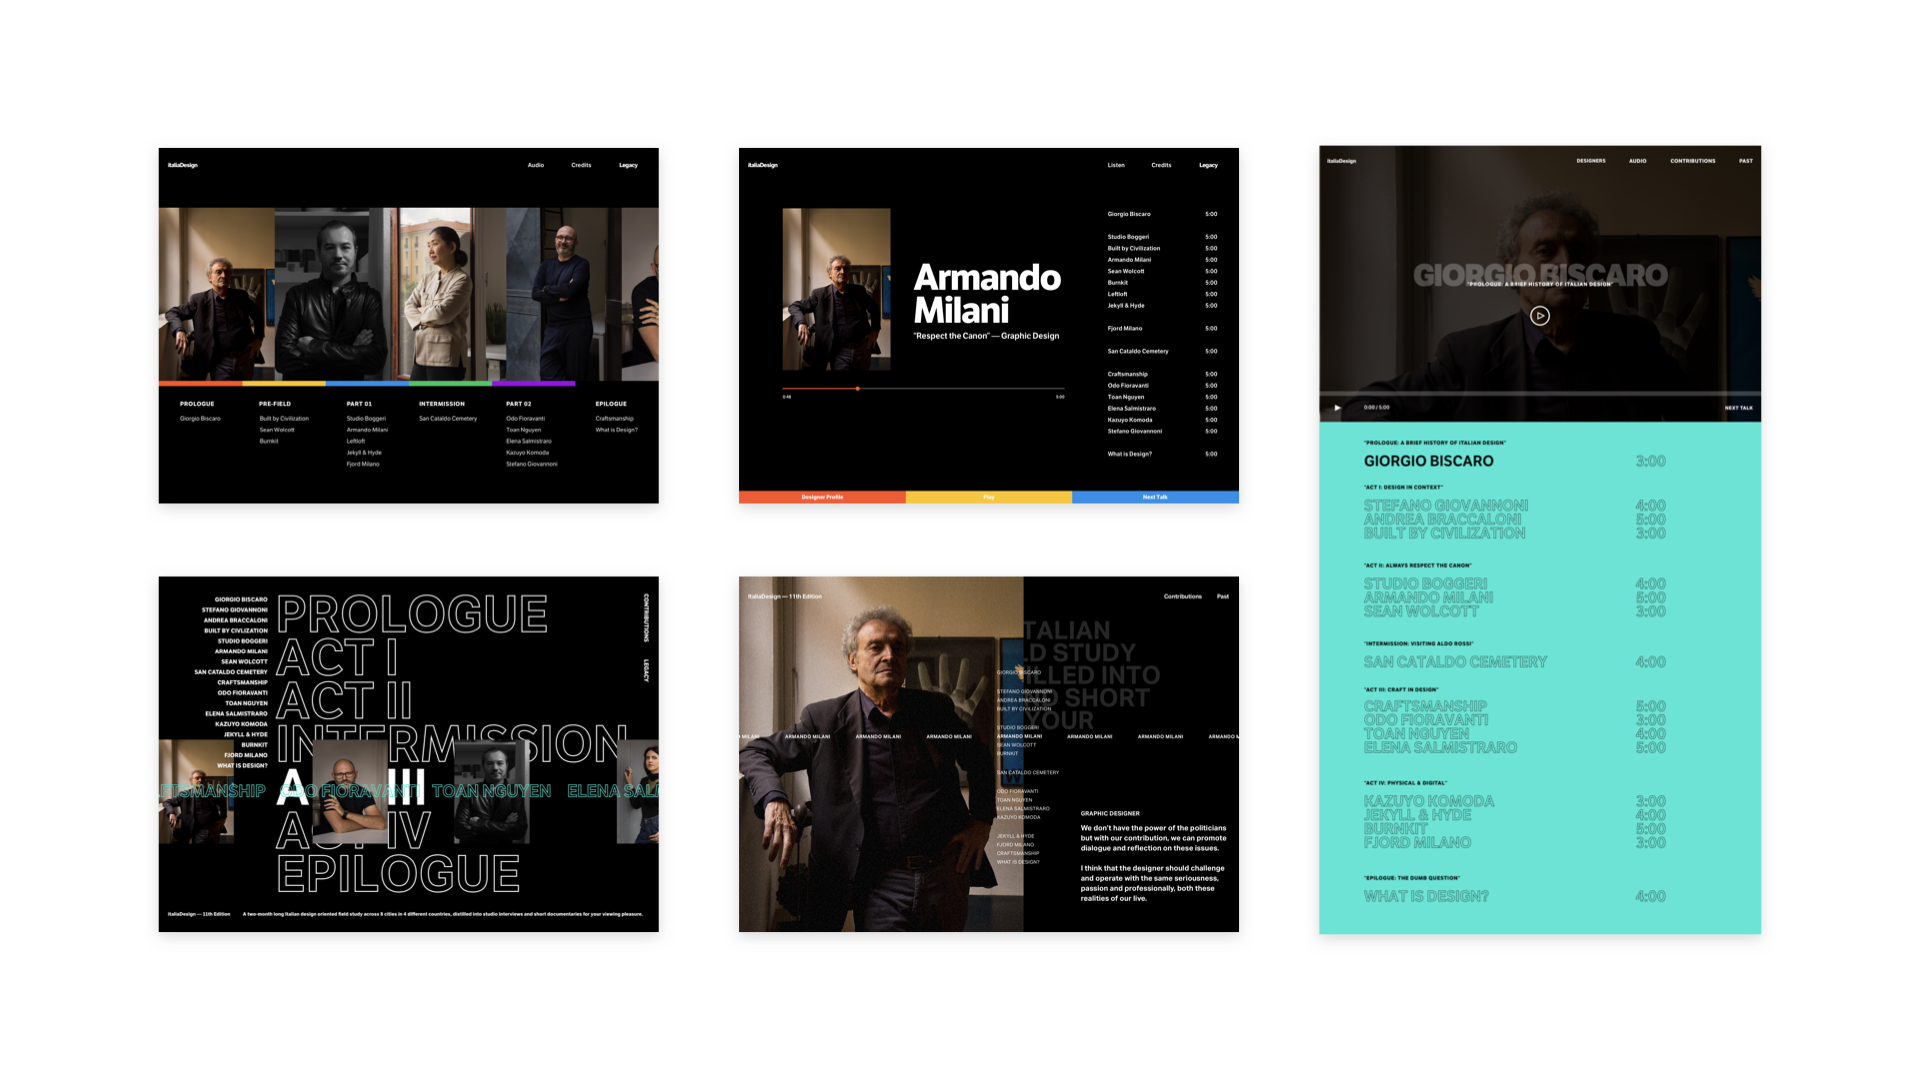 ItaliaDesign
Audio Credits Legacy
PROLOGUE
Giorgio Biscaro
PRE-FIELD
Built by Civilization
Sean Wolcott
Burnkit
PART 01
Studio Boggeri
Armando Milani
Leftloft
Jekyll & Hyde
Fjord Milano
INTERMISSION
San Cataldo Cemetery
PART 02
Odo Fioravanti
Toan Nguyen
Elena Salmistraro
Kazuyo Komoda
Stefano Giovannoni
EPILOGUE
Craftsmanship
What is Design?
ItaliaDesign
Listen Credits Legacy
Armando
Milani
"Respect the Canon" — Graphic Design
0:46 5:00
Giorgio Biscaro 5:00
Studio Boggeri 5:00
Built by Civilization 5:00
Armando Milani 5:00
Sean Wolcott 5:00
Burnkit 5:00
Leftloft 5:00
Jekyll & Hyde 5:00
Fjord Milano 5:00
San Cataldo Cemetery 5:00
Craftsmanship 5:00
Odo Fioravanti 5:00
Toan Nguyen 5:00
Elena Salmistraro 5:00
Kazuyo Komoda 5:00
Stefano Giovannoni 5:00
What is Design? 5:00
Designer Profile Play Next Talk
ItaliaDesign
DESIGNERS AUDIO CONTRIBUTIONS PAST
GIORGIO BISCARO
"PROLOGUE: A BRIEF HISTORY OF ITALIAN DESIGN"
0:00 / 5:00
NEXT TALK
"PROLOGUE: A BRIEF HISTORY OF ITALIAN DESIGN"
GIORGIO BISCARO 3:00
"ACT I: DESIGN IN CONTEXT"
STEFANO GIOVANNONI 4:00
ANDREA BRACCALONI 5:00
BUILT BY CIVILIZATION 3:00
"ACT II: ALWAYS RESPECT THE CANON"
STUDIO BOGGERI 4:00
ARMANDO MILANI 5:00
SEAN WOLCOTT 3:00
"INTERMISSION: VISITING ALDO ROSSI"
SAN CATALDO CEMETERY 4:00
"ACT III: CRAFT IN DESIGN"
CRAFTSMANSHIP 5:00
ODO FIORAVANTI 3:00
TOAN NGUYEN 4:00
ELENA SALMISTRARO 5:00
"ACT IV: PHYSICAL & DIGITAL"
KAZUYO KOMODA 3:00
JEKYLL & HYDE 4:00
BURNKIT 5:00
FJORD MILANO 3:00
"EPILOGUE: THE DUMB QUESTION"
WHAT IS DESIGN? 4:00
GIORGIO BISCARO
STEFANO GIOVANNONI
ANDREA BRACCALONI
BUILT BY CIVLIZATION
STUDIO BOGGERI
ARMANDO MILANI
SEAN WOLCOTT
SAN CATALDO CEMETERY
CRAFTSMANSHIP
ODO FIORAVANTI
TOAN NGUYEN
ELENA SALMISTRARO
KAZUYO KOMODA
JEKYLL & HYDE
BURNKIT
FJORD MILANO
WHAT IS DESIGN?
PROLOGUE
ACT I
ACT II
INTERMISSION
A III
ACT IV
EPILOGUE
CONTRIBUTIONS LEGACY
FTSMANSHIP ODO FIORAVANTI TOAN NGUYEN ELENA SALM
ItaliaDesign — 11th Edition
A two-month long Italian design oriented field study across 8 cities in 4 different countries, distilled into studio interviews and short documentaries for your viewing pleasure.
ItaliaDesign — 11th Edition
Contributions Past
TALIAN
LD STUDY
ILLED INTO
D SHORT
YOUR
GIORGIO BISCARO
STEFANO GIOVANNONI
ANDREA BRACCALONI
BUILT BY CIVILIZATION
STUDIO BOGGERI
O MILANI ARMANDO MILANI ARMANDO MILANI ARMANDO MILANI ARMANDO MILANI ARMANDO MILANI ARMANDO MILANI ARMANDO M
SEAN WOLCOTT
BURNKIT
SAN CATALDO CEMETERY
ODO FIORAVANTI
TOAN NGUYEN
ELENA SALMISTRARO
KAZUYO KOMODA
JEKYLL & HYDE
FJORD MILANO
CRAFTSMANSHIP
WHAT IS DESIGN?
GRAPHIC DESIGNER
We don't have the power of the politicians
but with our contribution, we can promote
dialogue and reflection on these issues.
I think that the designer should challenge
and operate with the same seriousness,
passion and professionally, both these
realities of our live.